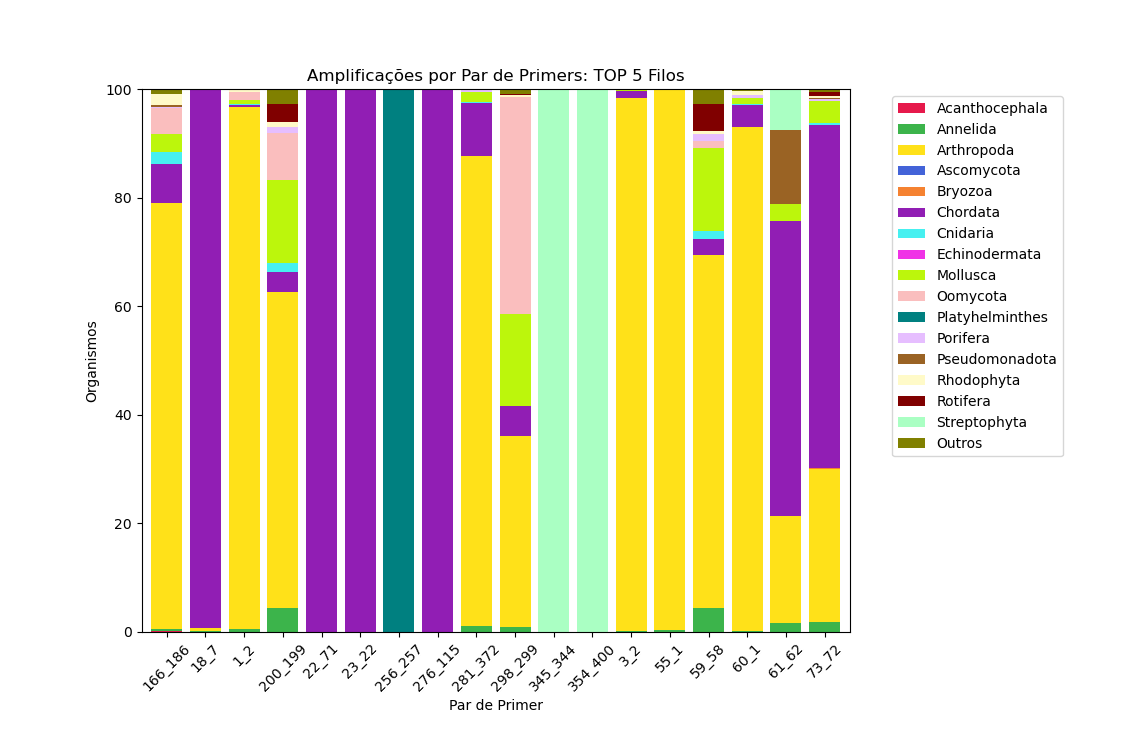 Amplificações por Par de Primers: TOP 5 Filos
100
80
60
40
20
0
Organismos
166_186
18_7
1_2
200_199
22_71
23_22
256_257
276_115
281_372
298_299
345_344
354_400
3_2
55_1
59_58
60_1
61_62
73_72
Par de Primer
Acanthocephala
Annelida
Arthropoda
Ascomycota
Bryozoa
Chordata
Cnidaria
Echinodermata
Mollusca
Oomycota
Platyhelminthes
Porifera
Pseudomonadota
Rhodophyta
Rotifera
Streptophyta
Outros